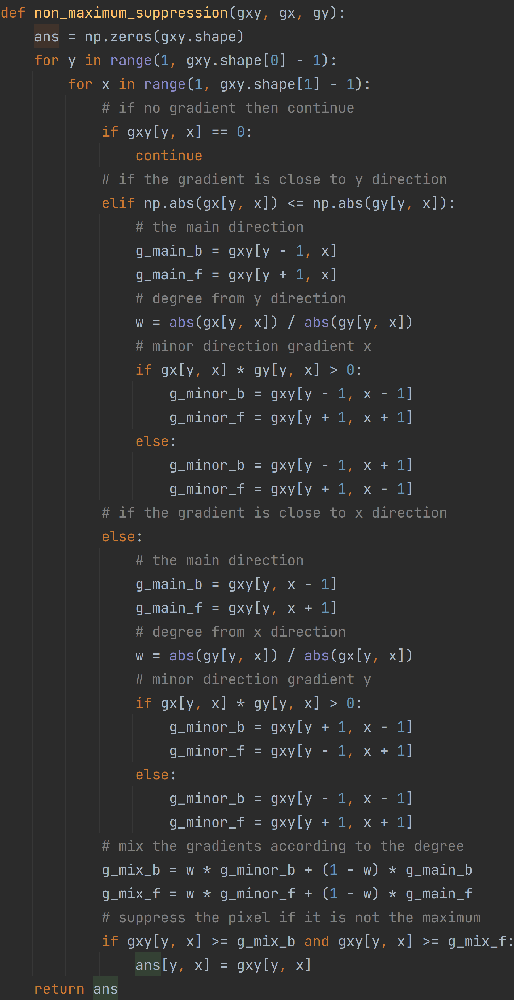 def non_maximum_suppression(gxy, gx, gy):
    ans = np.zeros(gxy.shape)
    for y in range(1, gxy.shape[0] - 1):
        for x in range(1, gxy.shape[1] - 1):
            # if no gradient then continue
            if gxy[y, x] == 0:
                continue
            # if the gradient is close to y direction
            elif np.abs(gx[y, x]) <= np.abs(gy[y, x]):
                # the main direction
                g_main_b = gxy[y - 1, x]
                g_main_f = gxy[y + 1, x]
                # degree from y direction
                w = abs(gx[y, x]) / abs(gy[y, x])
                # minor direction gradient x
                if gx[y, x] * gy[y, x] > 0:
                    g_minor_b = gxy[y - 1, x - 1]
                    g_minor_f = gxy[y + 1, x + 1]
                else:
                    g_minor_b = gxy[y - 1, x + 1]
                    g_minor_f = gxy[y + 1, x - 1]
            # if the gradient is close to x direction
            else:
                # the main direction
                g_main_b = gxy[y, x - 1]
                g_main_f = gxy[y, x + 1]
                # degree from x direction
                w = abs(gy[y, x]) / abs(gx[y, x])
                # minor direction gradient y
                if gx[y, x] * gy[y, x] > 0:
                    g_minor_b = gxy[y + 1, x - 1]
                    g_minor_f = gxy[y - 1, x + 1]
                else:
                    g_minor_b = gxy[y - 1, x - 1]
                    g_minor_f = gxy[y + 1, x + 1]
            # mix the gradients according to the degree
            g_mix_b = w * g_minor_b + (1 - w) * g_main_b
            g_mix_f = w * g_minor_f + (1 - w) * g_main_f
            # suppress the pixel if it is not the maximum
            if gxy[y, x] >= g_mix_b and gxy[y, x] >= g_mix_f:
                ans[y, x] = gxy[y, x]
    return ans